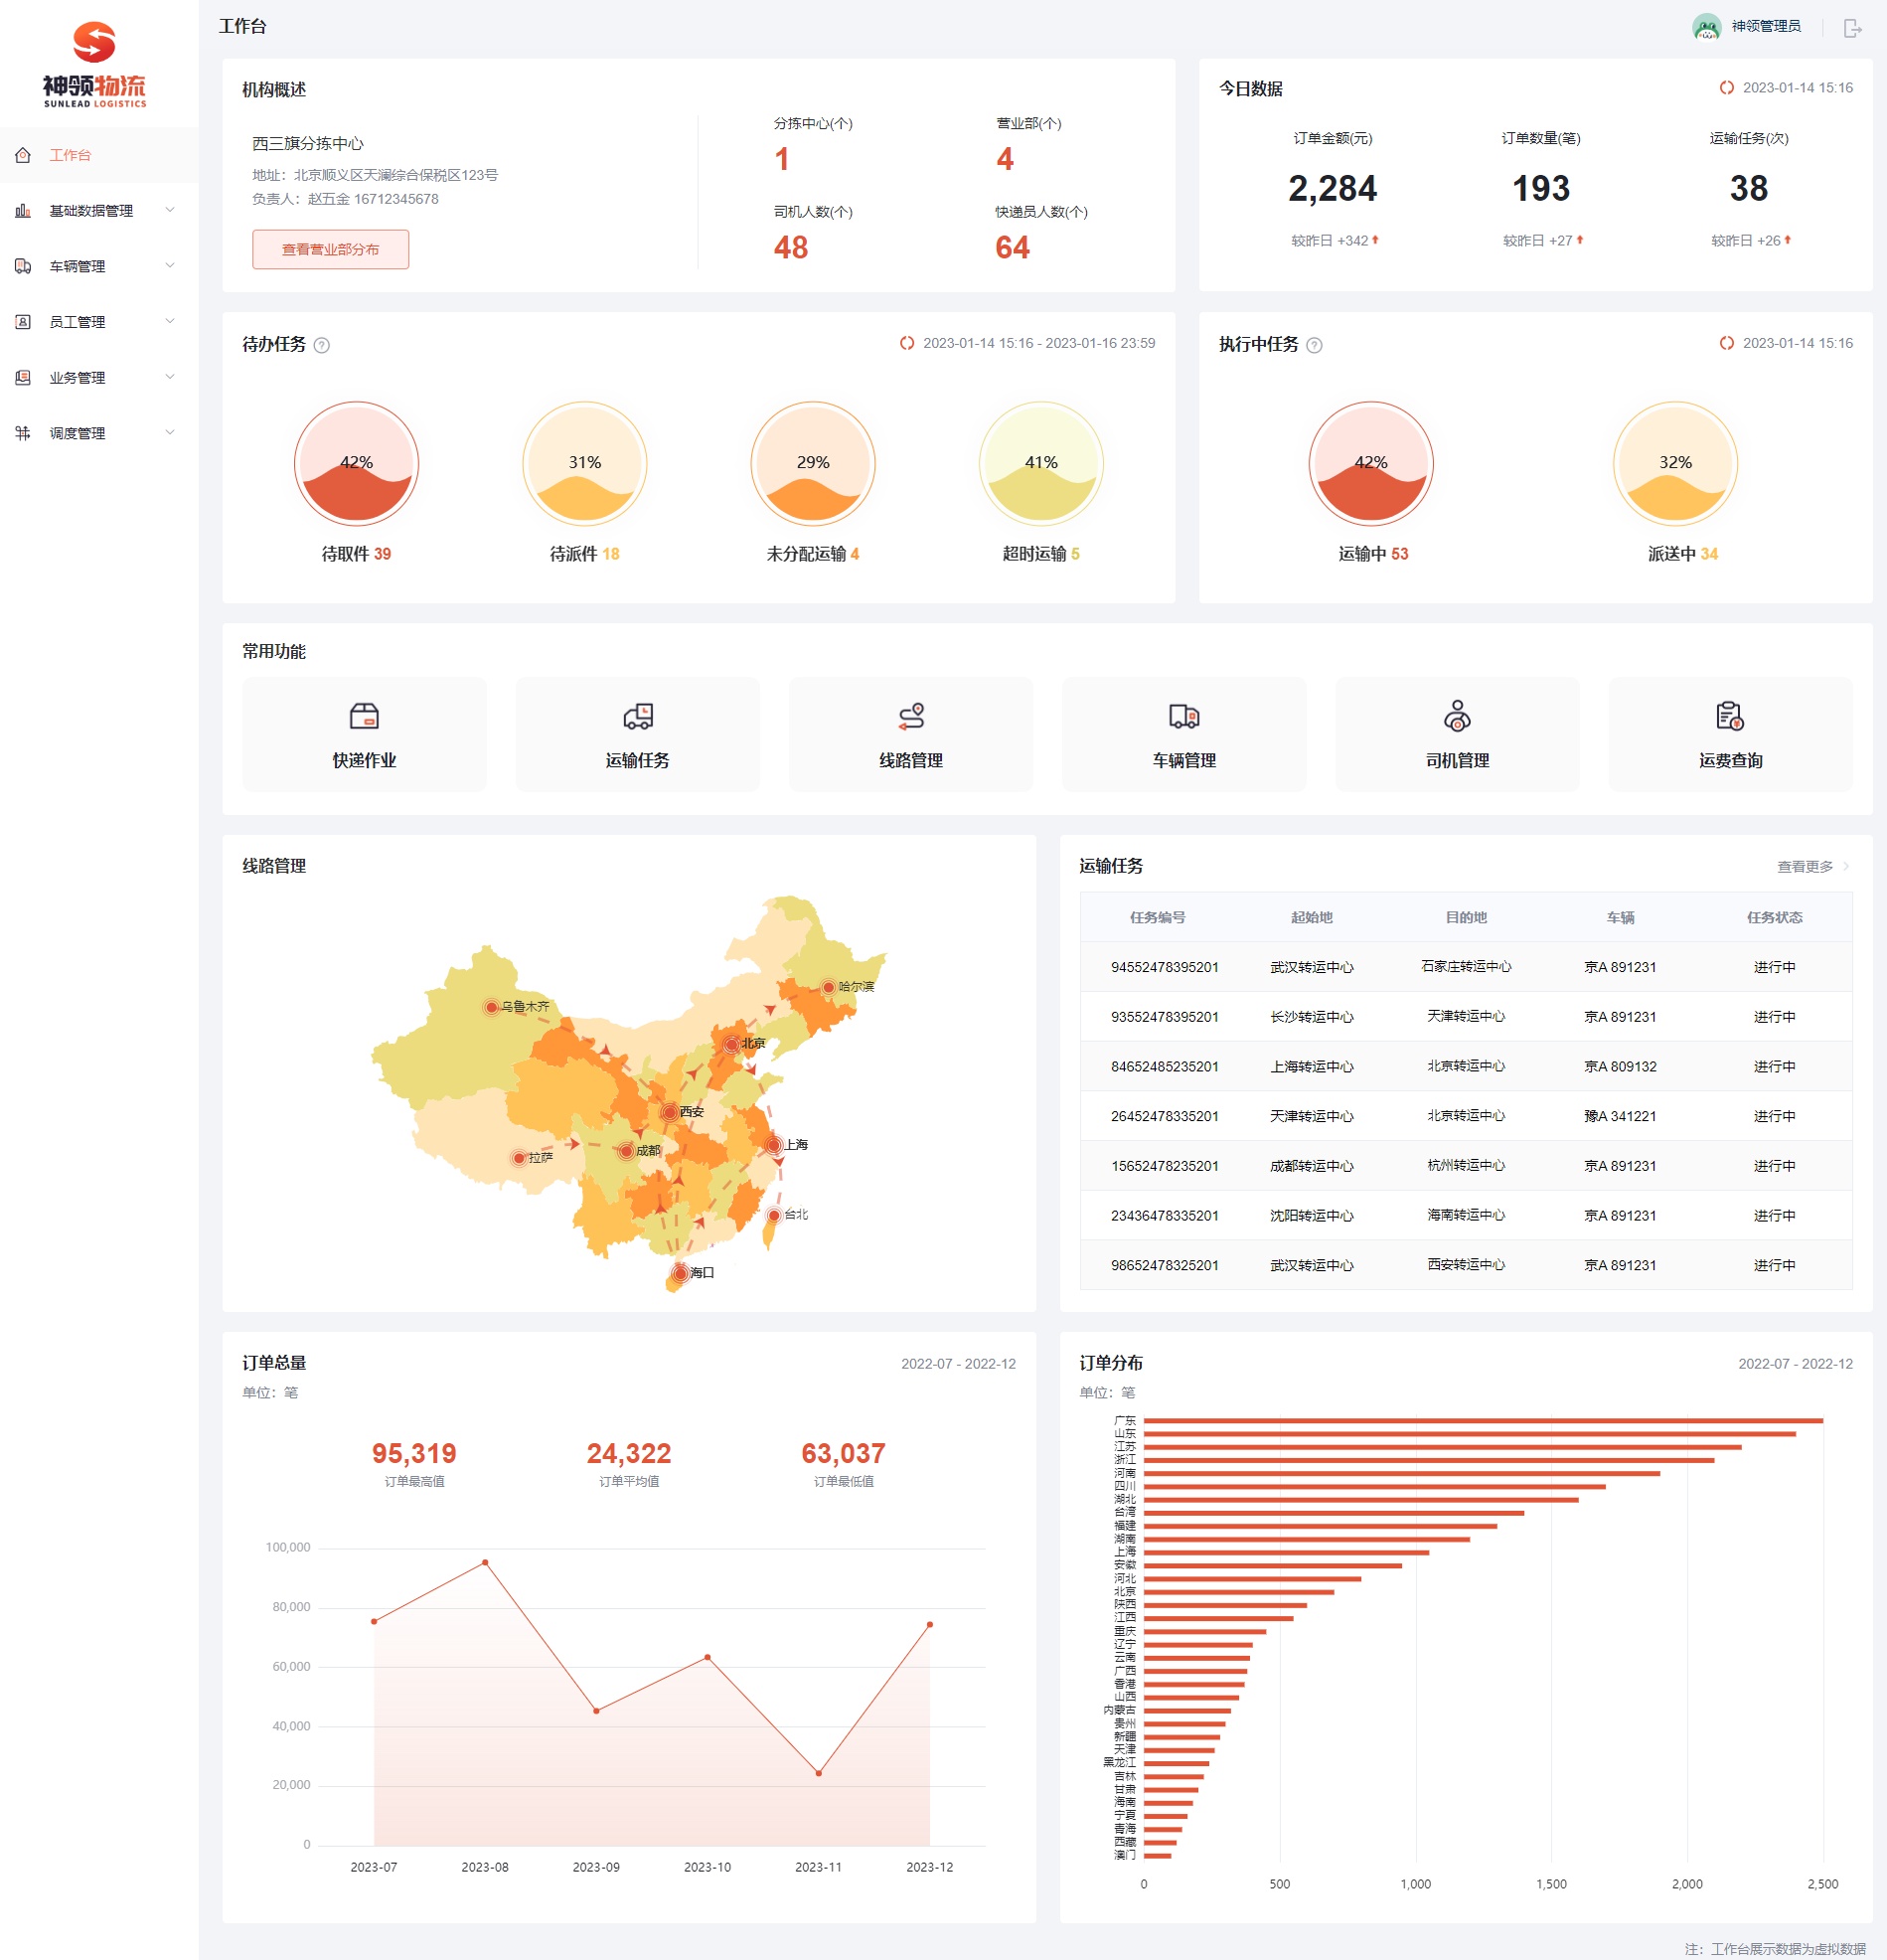 神领物流
SUNLEAD LOGISTICS
工作台
基础数据管理
车辆管理
员工管理
业务管理
调度管理
工作台
神领管理员
机构概述
西三旗分拣中心
地址：北京顺义区天澜综合保税区123号
负责人：赵五金 16712345678
查看营业部分布
分拣中心(个)
1
营业部(个)
4
司机人数(个)
48
快递员人数(个)
64
今日数据
2023-01-14 15:16
订单金额(元) 订单数量(笔) 运输任务(次)
2,284 193 38
较昨日 +342 较昨日 +27 较昨日 +26
待办任务 ?
2023-01-14 15:16 - 2023-01-16 23:59
42% 31% 29% 41%
待取件 39 待派件 18 未分配运输 4 超时运输 5
执行中任务 ?
2023-01-14 15:16
42% 32%
运输中 53 派送中 34
常用功能
快递作业 运输任务 线路管理 车辆管理 司机管理 运费查询
线路管理
哈尔滨
乌鲁木齐
北京
西安
上海
成都
拉萨
台北
海口
运输任务
查看更多
任务编号 起始地 目的地 车辆 任务状态
94552478395201 武汉转运中心 石家庄转运中心 京A 891231 进行中
93552478395201 长沙转运中心 天津转运中心 京A 891231 进行中
84652485235201 上海转运中心 北京转运中心 京A 809132 进行中
26452478335201 天津转运中心 北京转运中心 豫A 341221 进行中
15652478235201 成都转运中心 杭州转运中心 京A 891231 进行中
23436478335201 沈阳转运中心 海南转运中心 京A 891231 进行中
98652478325201 武汉转运中心 西安转运中心 京A 891231 进行中
订单总量
2022-07 - 2022-12
单位：笔
95,319 24,322 63,037
订单最高值 订单平均值 订单最低值
100,000
80,000
60,000
40,000
20,000
0
2023-07 2023-08 2023-09 2023-10 2023-11 2023-12
订单分布
2022-07 - 2022-12
单位：笔
广东
山东
江苏
浙江
河南
四川
湖北
台湾
福建
湖南
上海
安徽
河北
北京
陕西
江西
重庆
辽宁
云南
广西
香港
山西
内蒙古
贵州
新疆
天津
黑龙江
吉林
甘肃
海南
宁夏
青海
西藏
澳门
0 500 1,000 1,500 2,000 2,500
注：工作台展示数据为虚拟数据